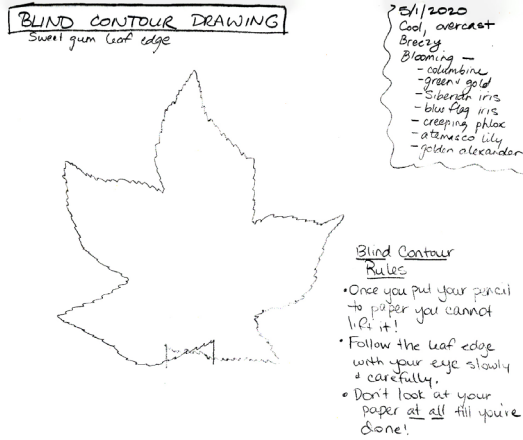 BLIND CONTOUR DRAWING
Sweet gum leaf edge
5/1/2020
Cool, overcast
Breezy
Blooming —
- columbine
- green & gold
- Siberian iris
- blue flag iris
- creeping phlox
- atamasco lily
- golden alexander
Blind Contour
Rules
• Once you put your pencil
to paper you cannot
lift it!
• Follow the leaf edge
with your eye slowly
& carefully.
• Don't look at your
paper at all till you're
done!